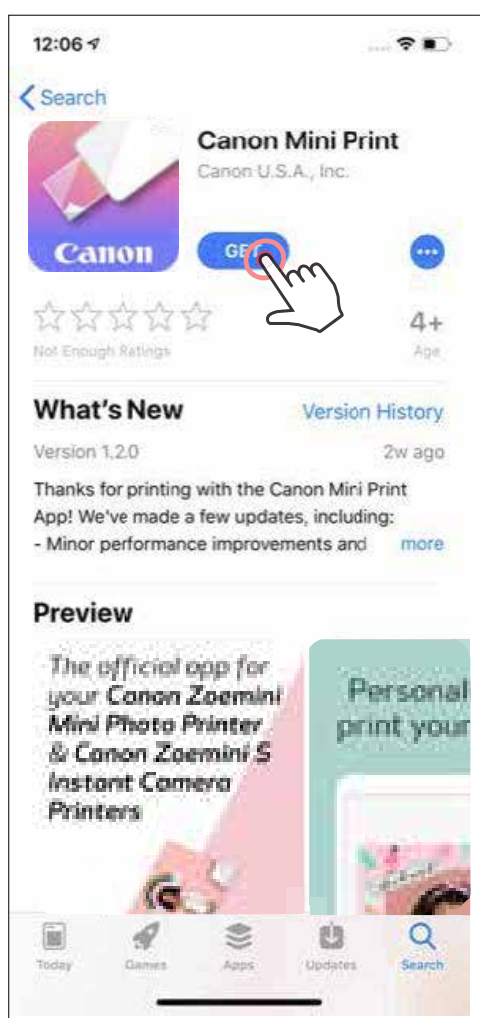 12:06
Search
Canon Mini Print
Canon U.S.A., Inc.
Canon
GET
Not Enough Ratings
4+
Age
What's New
Version History
Version 1.2.0
2w ago
Thanks for printing with the Canon Mini Print
App! We've made a few updates, including:
- Minor performance improvements and more
Preview
The official app for
your Canon Zoemini
Mini Photo Printer
& Canon Zoemini S
Instant Camera
Printers
Personal
print your
Today
Games
Apps
Updates
Search